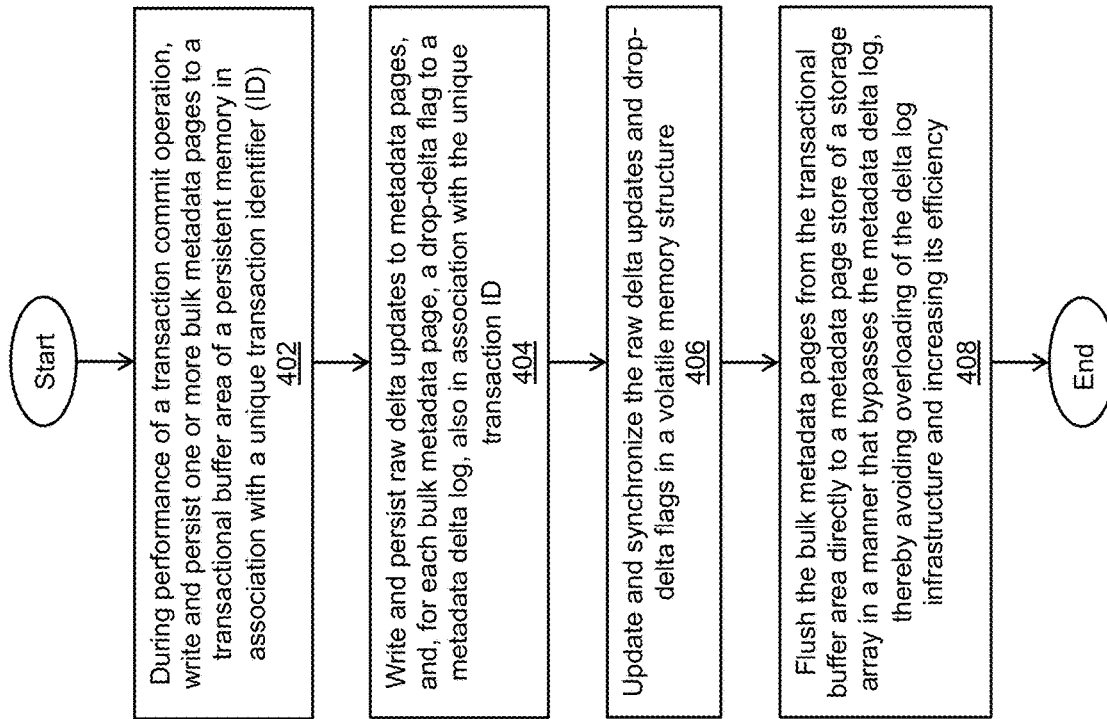 Start
During performance of a transaction commit operation,
write and persist one or more bulk metadata pages to a
transactional buffer area of a persistent memory in
association with a unique transaction identifier (ID)
402
Write and persist raw delta updates to metadata pages,
and, for each bulk metadata page, a drop-delta flag to a
metadata delta log, also in association with the unique
transaction ID
404
Update and synchronize the raw delta updates and drop-
delta flags in a volatile memory structure
406
Flush the bulk metadata pages from the transactional
buffer area directly to a metadata page store of a storage
array in a manner that bypasses the metadata delta log,
thereby avoiding overloading of the delta log
infrastructure and increasing its efficiency
408
End